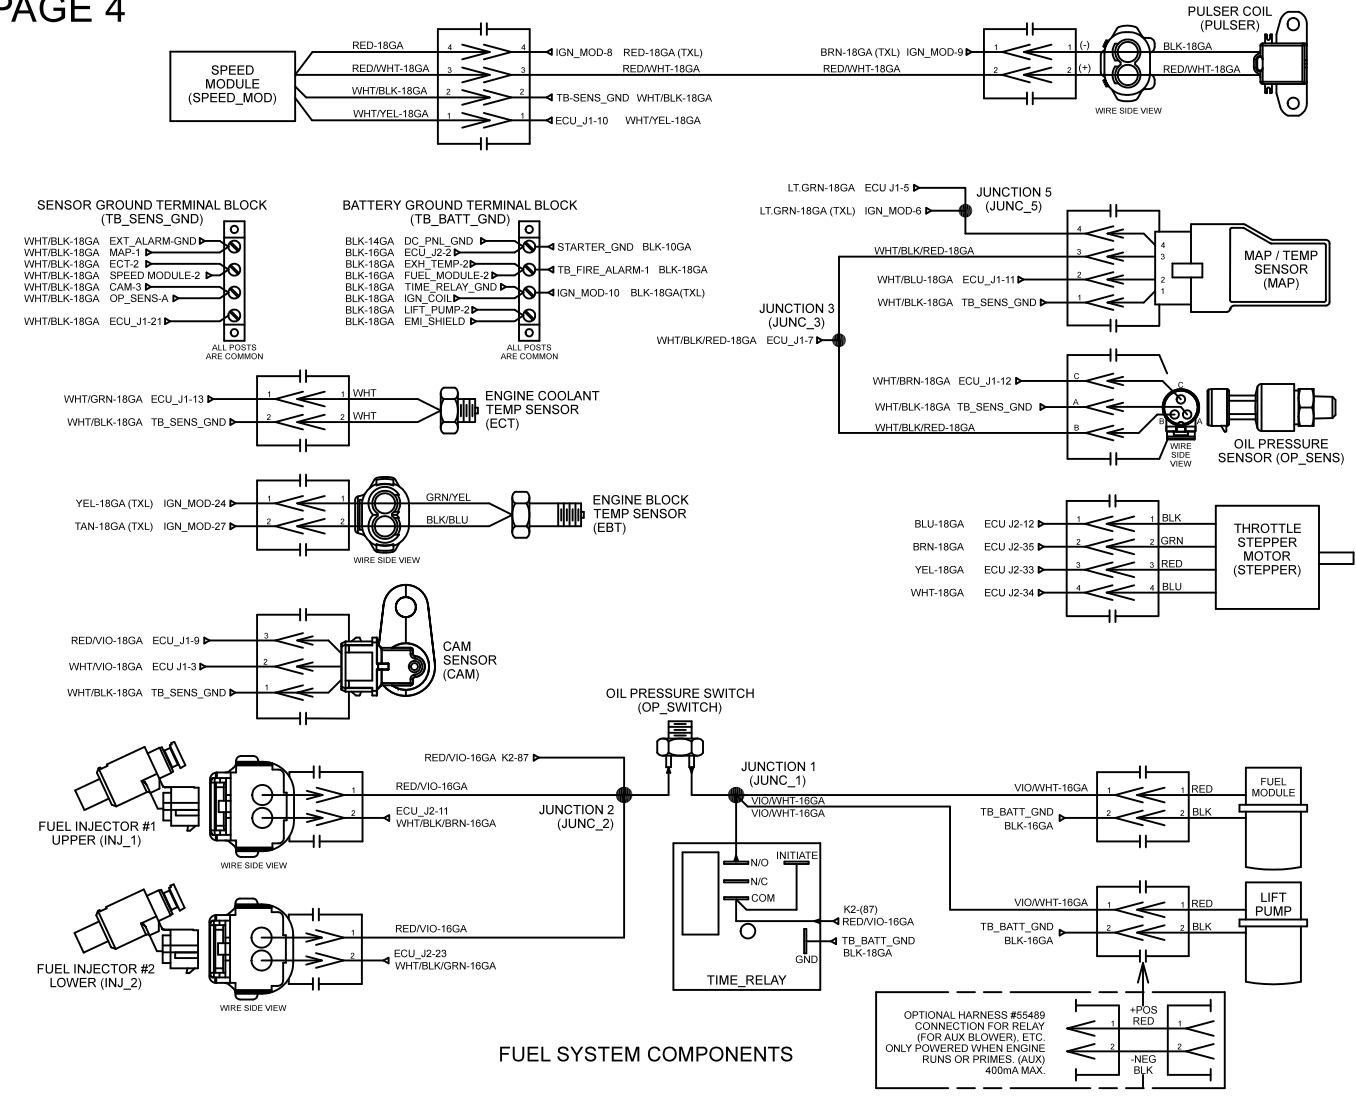 PAGE 4
SPEED
MODULE
(SPEED_MOD)
RED-18GA
RED/WHT-18GA
WHT/BLK-18GA
WHT/YEL-18GA
4
3
2
1
4
3
2
1
IGN_MOD-8 RED-18GA (TXL)
RED/WHT-18GA
RED/WHT-18GA
TB-SENS_GND WHT/BLK-18GA
ECU_J1-10 WHT/YEL-18GA
BRN-18GA (TXL) IGN_MOD-9
1
2
1
2
(-)
(+)
BLK-18GA
RED/WHT-18GA
WIRE SIDE VIEW
PULSER COIL
(PULSER)
SENSOR GROUND TERMINAL BLOCK
(TB_SENS_GND)
WHT/BLK-18GA EXT_ALARM-GND
WHT/BLK-18GA MAP-1
WHT/BLK-18GA ECT-2
WHT/BLK-18GA SPEED MODULE-2
WHT/BLK-18GA CAM-3
WHT/BLK-18GA OP_SENS-A
WHT/BLK-18GA ECU_J1-21
ALL POSTS
ARE COMMON
BATTERY GROUND TERMINAL BLOCK
(TB_BATT_GND)
BLK-14GA DC_PNL_GND
BLK-16GA ECU_J2-2
BLK-18GA EXH_TEMP-2
BLK-16GA FUEL_MODULE-2
BLK-18GA TIME_RELAY_GND
BLK-18GA IGN_COIL
BLK-18GA LIFT_PUMP-2
BLK-18GA EMI_SHIELD
STARTER_GND BLK-10GA
TB_FIRE_ALARM-1 BLK-18GA
IGN_MOD-10 BLK-18GA(TXL)
ALL POSTS
ARE COMMON
LT.GRN-18GA ECU J1-5
LT.GRN-18GA (TXL) IGN_MOD-6
JUNCTION 5
(JUNC_5)
WHT/BLK/RED-18GA
WHT/BLU-18GA ECU_J1-11
WHT/BLK-18GA TB_SENS_GND
4
3
2
1
4
3
2
1
MAP / TEMP
SENSOR
(MAP)
JUNCTION 3
(JUNC_3)
WHT/BLK/RED-18GA ECU_J1-7
WHT/BRN-18GA ECU_J1-12
WHT/BLK-18GA TB_SENS_GND
WHT/BLK/RED-18GA
C
A
B
C
B
A
WIRE
SIDE
VIEW
OIL PRESSURE
SENSOR (OP_SENS)
WHT/GRN-18GA ECU_J1-13
WHT/BLK-18GA TB_SENS_GND
1
2
1
2
WHT
WHT
ENGINE COOLANT
TEMP SENSOR
(ECT)
YEL-18GA (TXL) IGN_MOD-24
TAN-18GA (TXL) IGN_MOD-27
1
2
1
2
GRN/YEL
BLK/BLU
WIRE SIDE VIEW
ENGINE BLOCK
TEMP SENSOR
(EBT)
BLU-18GA ECU J2-12
BRN-18GA ECU J2-35
YEL-18GA ECU J2-33
WHT-18GA ECU J2-34
1
2
3
4
1
2
3
4
BLK
GRN
RED
BLU
THROTTLE
STEPPER
MOTOR
(STEPPER)
RED/VIO-18GA ECU_J1-9
WHT/VIO-18GA ECU J1-3
WHT/BLK-18GA TB_SENS_GND
3
2
1
CAM
SENSOR
(CAM)
OIL PRESSURE SWITCH
(OP_SWITCH)
RED/VIO-16GA K2-87
RED/VIO-16GA
1
2
ECU_J2-11
WHT/BLK/BRN-16GA
FUEL INJECTOR #1
UPPER (INJ_1)
WIRE SIDE VIEW
JUNCTION 2
(JUNC_2)
JUNCTION 1
(JUNC_1)
VIO/WHT-16GA
VIO/WHT-16GA
VIO/WHT-16GA
TB_BATT_GND
BLK-16GA
1
2
1
2
RED
BLK
FUEL
MODULE
N/O
N/C
COM
INITIATE
K2-(87)
RED/VIO-16GA
TB_BATT_GND
BLK-18GA
GND
TIME_RELAY
VIO/WHT-16GA
TB_BATT_GND
BLK-16GA
1
2
1
2
RED
BLK
LIFT
PUMP
RED/VIO-16GA
1
2
ECU_J2-23
WHT/BLK/GRN-16GA
FUEL INJECTOR #2
LOWER (INJ_2)
WIRE SIDE VIEW
OPTIONAL HARNESS #55489
CONNECTION FOR RELAY
(FOR AUX BLOWER), ETC.
ONLY POWERED WHEN ENGINE
RUNS OR PRIMES. (AUX)
400mA MAX.
+POS
RED
1
2
1
2
-NEG
BLK
FUEL SYSTEM COMPONENTS